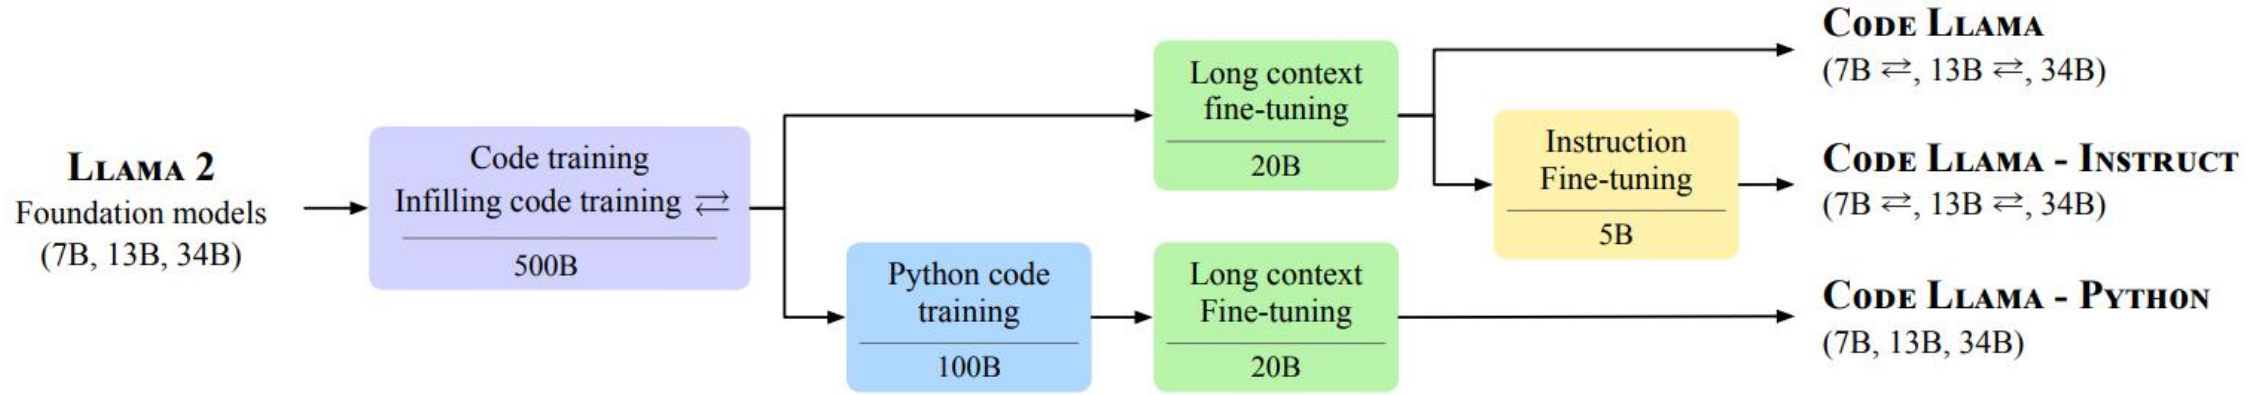 LLAMA 2
Foundation models
(7B, 13B, 34B)
Code training
Infilling code training ⇄
500B
Long context
fine-tuning
20B
Python code
training
100B
Long context
Fine-tuning
20B
Instruction
Fine-tuning
5B
CODE LLAMA
(7B ⇄, 13B ⇄, 34B)
CODE LLAMA - INSTRUCT
(7B ⇄, 13B ⇄, 34B)
CODE LLAMA - PYTHON
(7B, 13B, 34B)